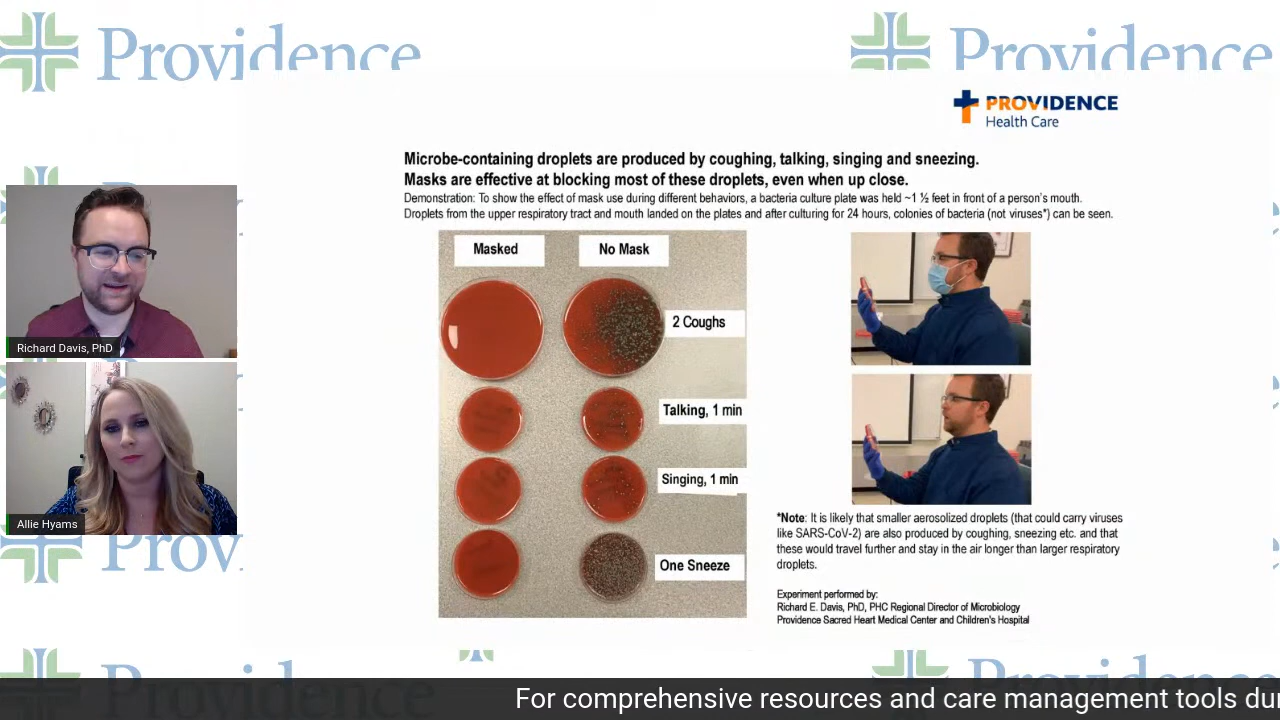 Providence
Providence
PROVIDENCE
Health Care
Microbe-containing droplets are produced by coughing, talking, singing and sneezing.
Masks are effective at blocking most of these droplets, even when up close.
Demonstration: To show the effect of mask use during different behaviors, a bacteria culture plate was held ~1 ½ feet in front of a person's mouth.
Droplets from the upper respiratory tract and mouth landed on the plates and after culturing for 24 hours, colonies of bacteria (not viruses*) can be seen.
Masked
No Mask
2 Coughs
Talking, 1 min
Singing, 1 min
One Sneeze
*Note: It is likely that smaller aerosolized droplets (that could carry viruses
like SARS-CoV-2) are also produced by coughing, sneezing etc. and that
these would travel further and stay in the air longer than larger respiratory
droplets.
Experiment performed by:
Richard E. Davis, PhD, PHC Regional Director of Microbiology
Providence Sacred Heart Medical Center and Children's Hospital
Richard Davis, PhD
Allie Hyams
Providence
Providence
For comprehensive resources and care management tools du